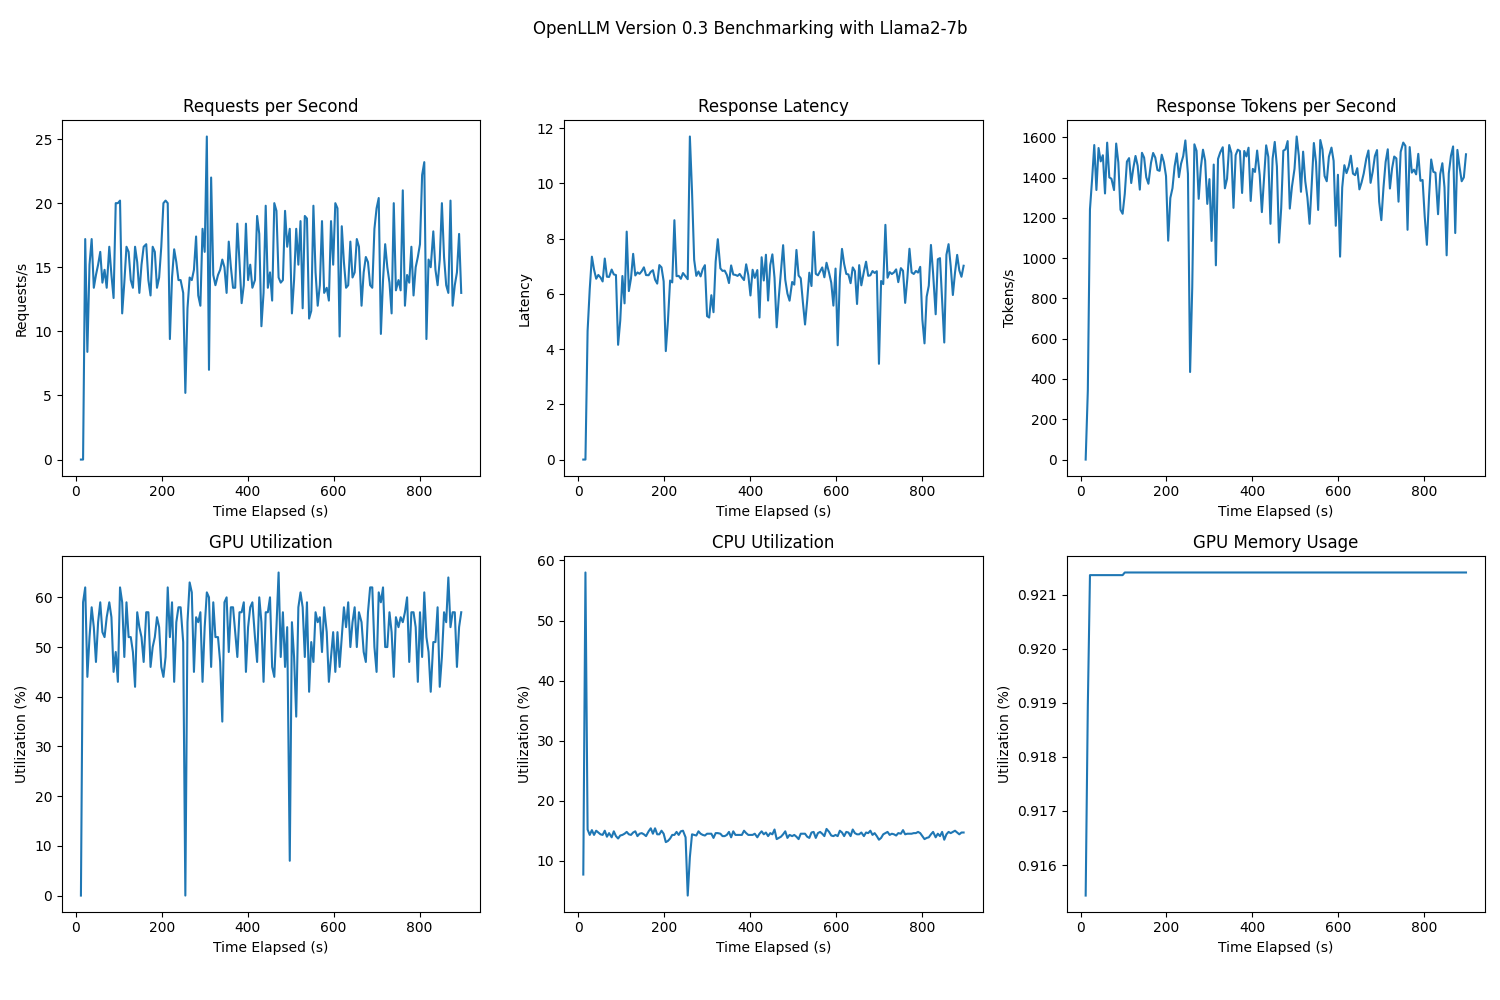 OpenLLM Version 0.3 Benchmarking with Llama2-7b
Requests per Second
Requests/s
25
20
15
10
5
0
0 200 400 600 800
Time Elapsed (s)
Response Latency
Latency
12
10
8
6
4
2
0
0 200 400 600 800
Time Elapsed (s)
Response Tokens per Second
Tokens/s
1600
1400
1200
1000
800
600
400
200
0
0 200 400 600 800
Time Elapsed (s)
GPU Utilization
Utilization (%)
60
50
40
30
20
10
0
0 200 400 600 800
Time Elapsed (s)
CPU Utilization
Utilization (%)
60
50
40
30
20
10
0 200 400 600 800
Time Elapsed (s)
GPU Memory Usage
Utilization (%)
0.921
0.920
0.919
0.918
0.917
0.916
0 200 400 600 800
Time Elapsed (s)